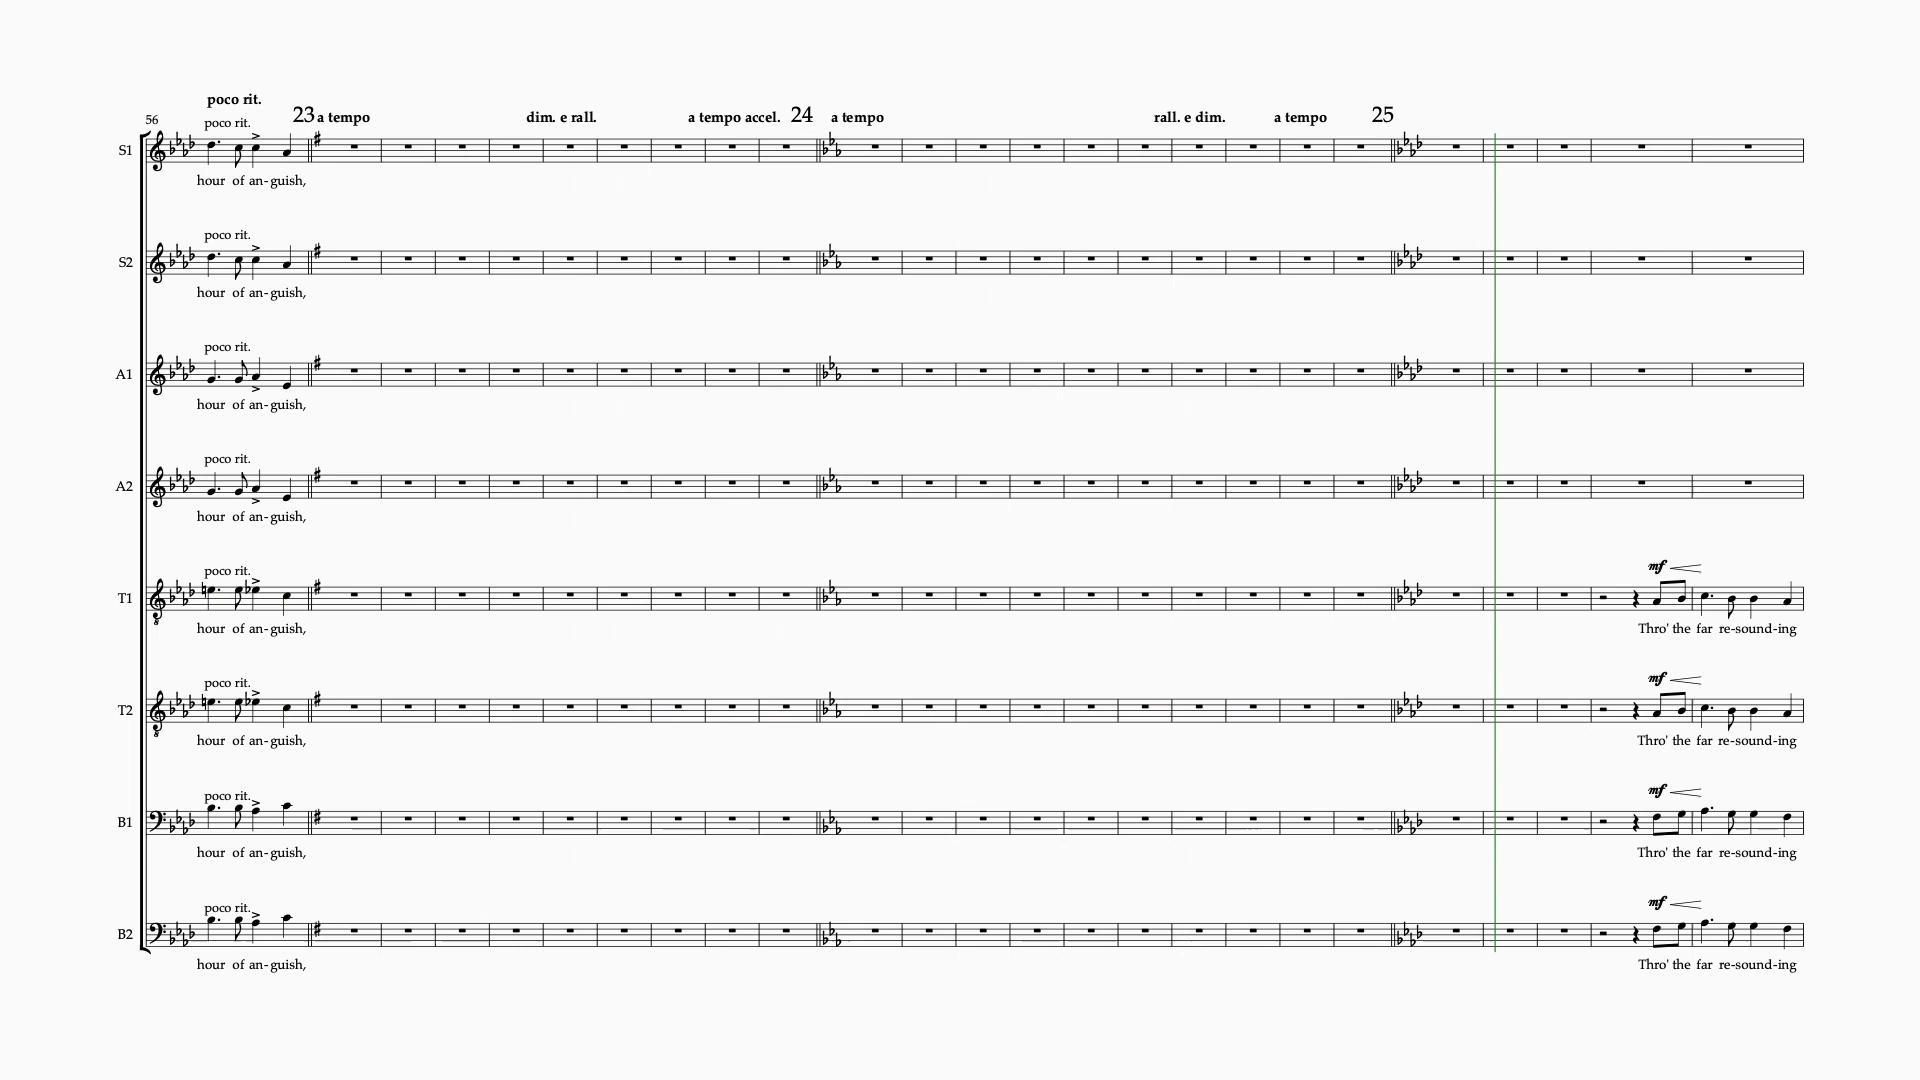 poco rit.
56 poco rit. 23 a tempo dim. e rall. a tempo accel. 24 a tempo rall. e dim. a tempo 25
S1
hour of an-guish,
poco rit.
S2
hour of an-guish,
poco rit.
A1
hour of an-guish,
poco rit.
A2
hour of an-guish,
poco rit. mf
T1
hour of an-guish, Thro' the far re-sound-ing
poco rit. mf
T2
hour of an-guish, Thro' the far re-sound-ing
poco rit. mf
B1
hour of an-guish, Thro' the far re-sound-ing
poco rit. mf
B2
hour of an-guish, Thro' the far re-sound-ing